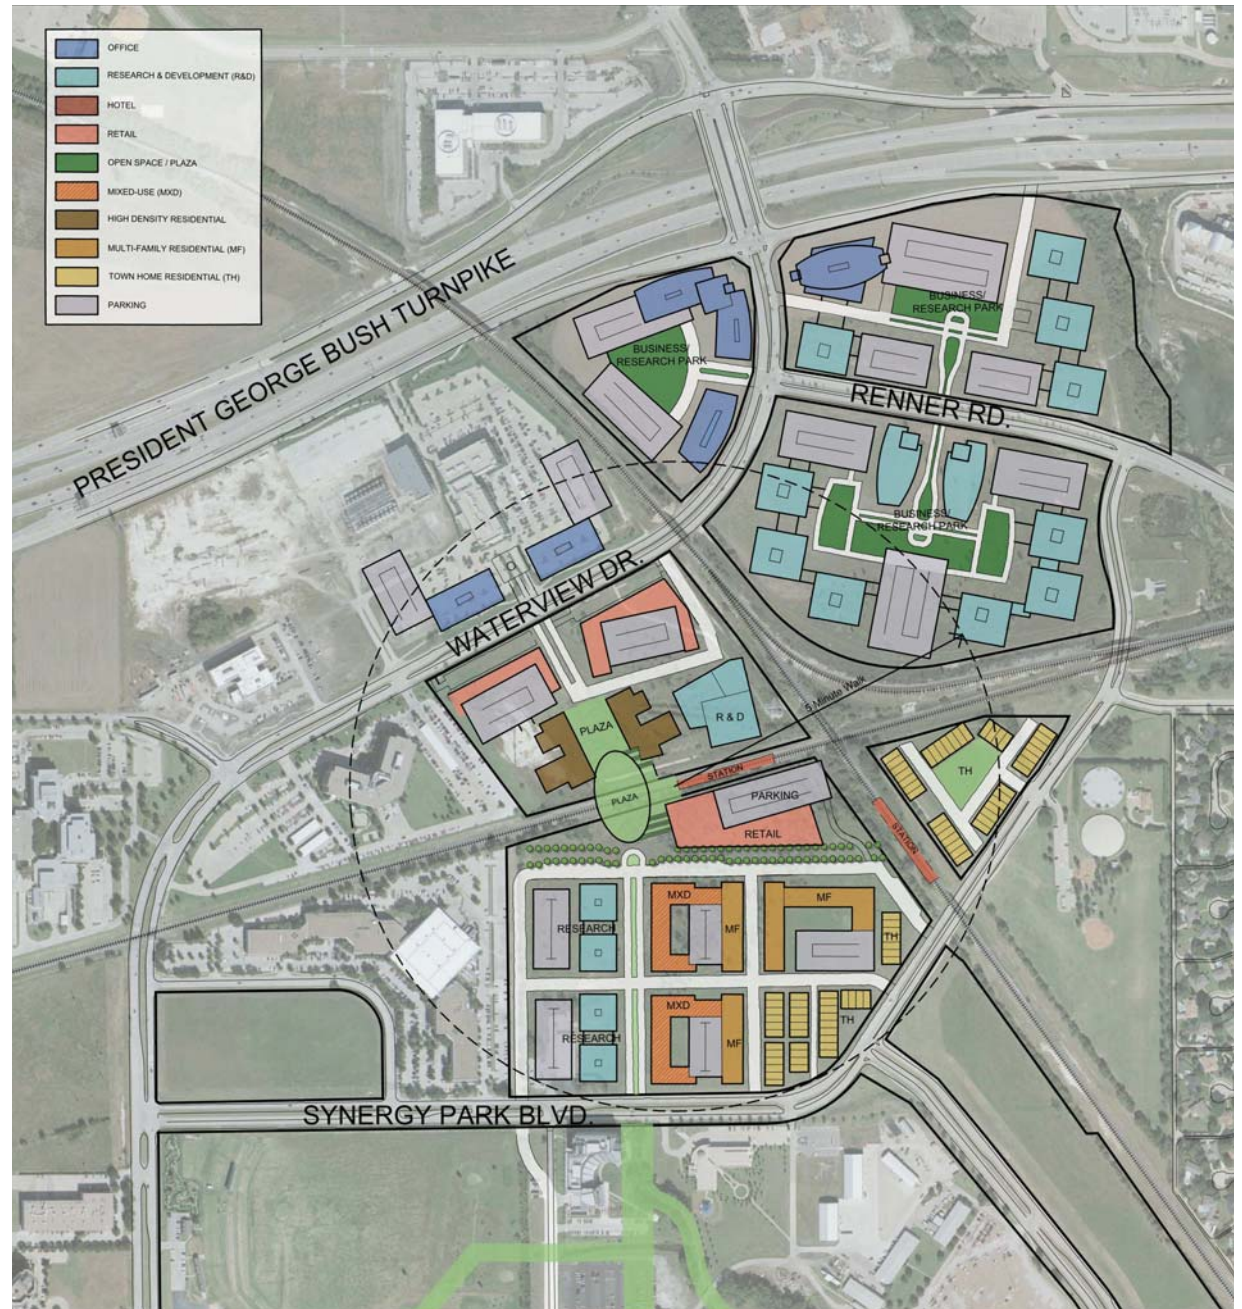 OFFICE
RESEARCH & DEVELOPMENT (R&D)
HOTEL
RETAIL
OPEN SPACE / PLAZA
MIXED-USE (MXD)
HIGH DENSITY RESIDENTIAL
MULTI-FAMILY RESIDENTIAL (MF)
TOWN HOME RESIDENTIAL (TH)
PARKING
PRESIDENT GEORGE BUSH TURNPIKE
BUSINESS/
RESEARCH PARK
BUSINESS/
RESEARCH PARK
RENNER RD.
BUSINESS/
RESEARCH PARK
WATERVIEW DR.
5 Minute Walk
R & D
PLAZA
STATION
PLAZA
PARKING
RETAIL
TH
STATION
MXD
MF
MF
RESEARCH
TH
MXD
MF
RESEARCH
TH
SYNERGY PARK BLVD.